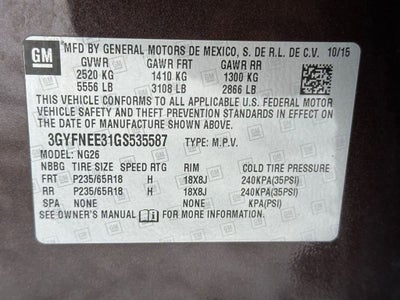 GM
MFD BY GENERAL MOTORS DE MEXICO, S. DE R.L. DE C.V. 10/15
GVWR GAWR FRT GAWR RR
2520 KG 1410 KG 1300 KG
5556 LB 3108 LB 2866 LB
THIS VEHICLE CONFORMS TO ALL APPLICABLE U.S. FEDERAL MOTOR
VEHICLE SAFETY AND THEFT PREVENTION STANDARDS IN EFFECT ON
THE DATE OF MANUFACTURE SHOWN ABOVE.
3GYFNEE31GS535587 TYPE: M.P.V.
MODEL: NG26
NBBG TIRE SIZE SPEED RTG RIM COLD TIRE PRESSURE
FRT P235/65R18 H 18X8J 240KPA(35PSI)
RR P235/65R18 H 18X8J 240KPA(35PSI)
SPA NONE NONE KPA(PSI)
SEE OWNER'S MANUAL FOR ADDITIONAL INFORMATION.